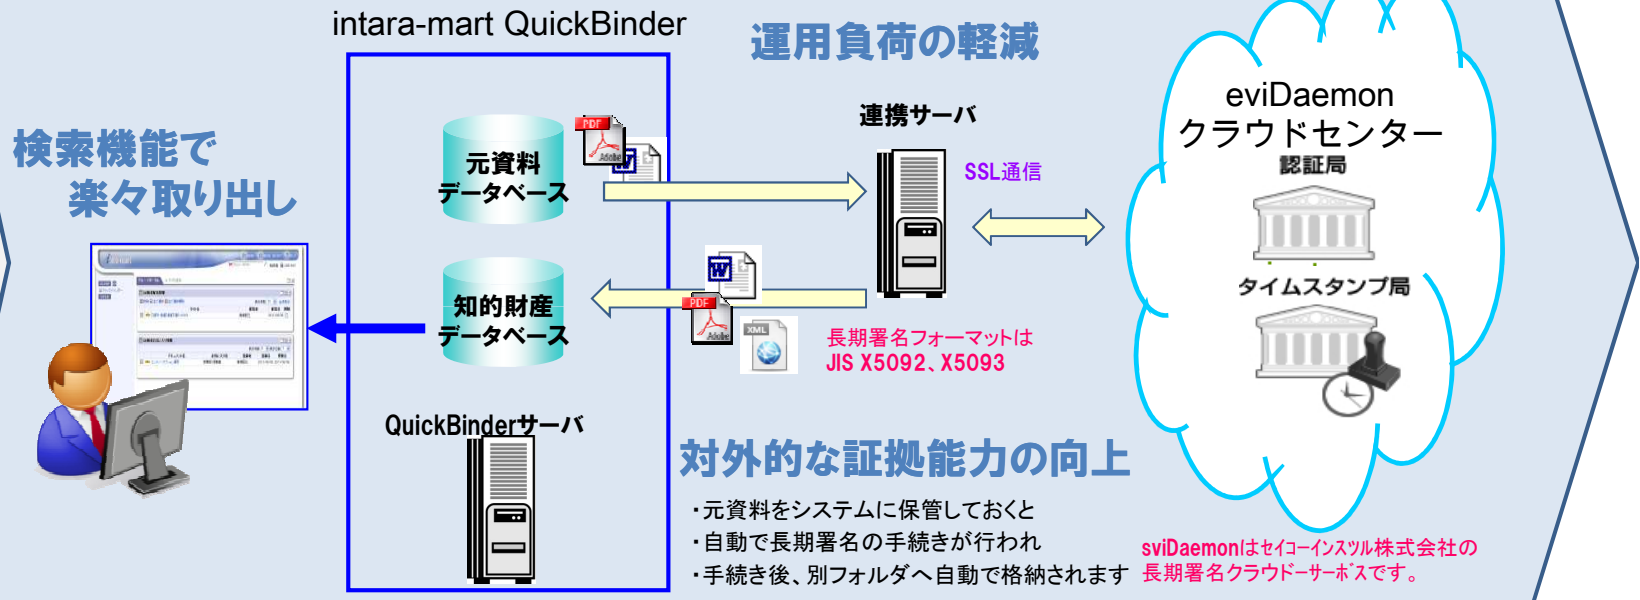 intara-mart QuickBinder
運用負荷の軽減
検索機能で
楽々取り出し
元資料
データベース
PDF
Adobe
W
連携サーバ
SSL通信
eviDaemon
クラウドセンター
認証局
タイムスタンプ局
知的財産
データベース
W
PDF
Adobe
XML
長期署名フォーマットは
JIS X5092、X5093
QuickBinderサーバ
対外的な証拠能力の向上
・元資料をシステムに保管しておくと
・自動で長期署名の手続きが行われ
・手続き後、別フォルダへ自動で格納されます
sviDaemonはセイコーインスツル株式会社の
長期署名クラウドーサーボスです。